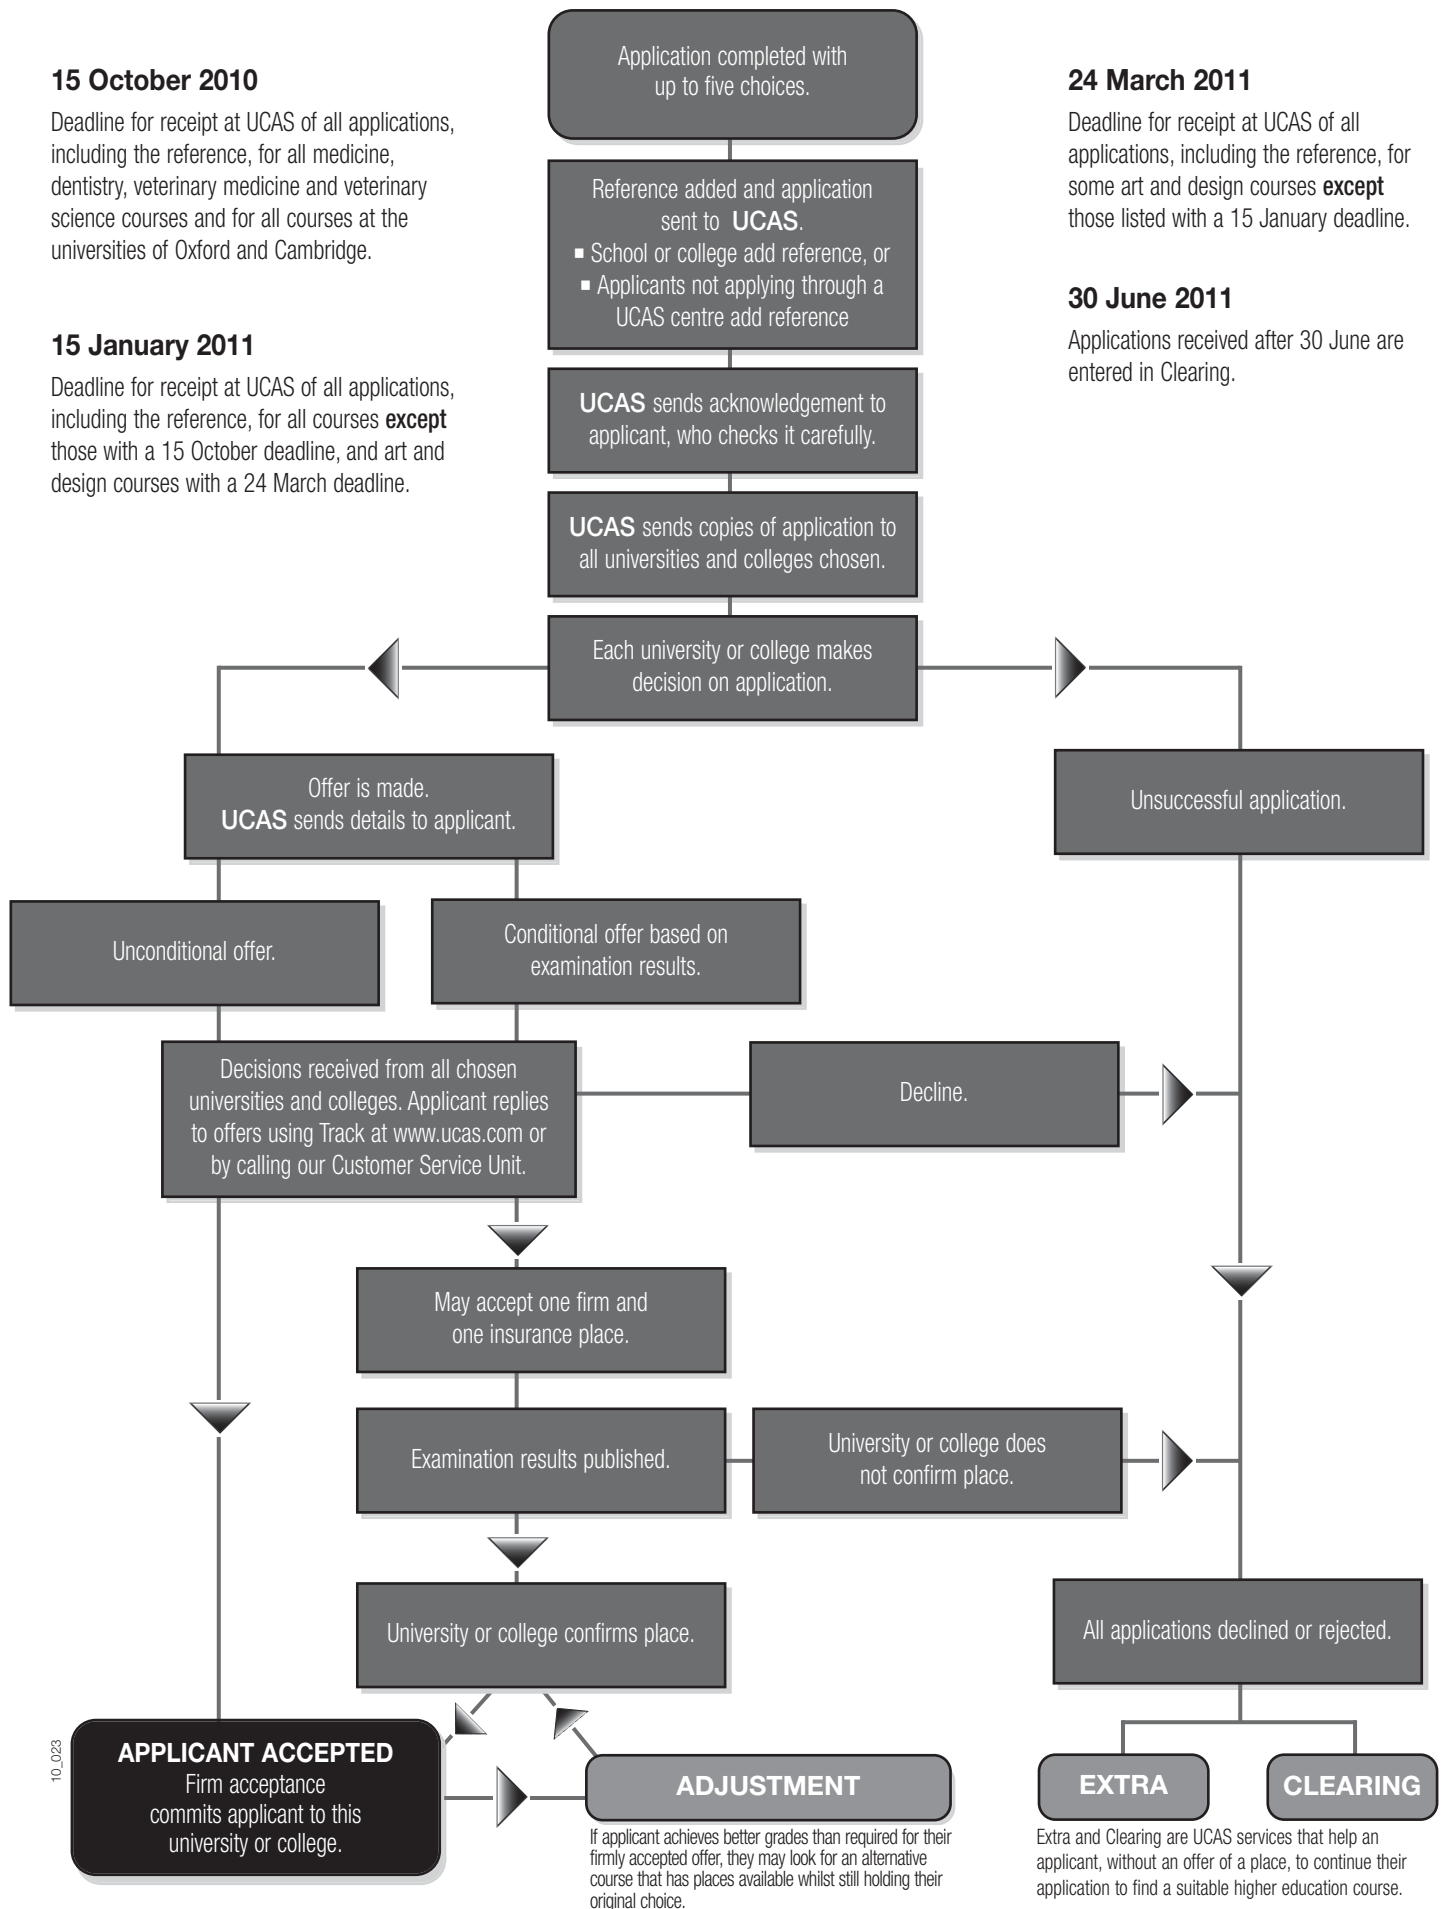 Application completed with
up to five choices.
15 October 2010
Deadline for receipt at UCAS of all applications,
including the reference, for all medicine,
dentistry, veterinary medicine and veterinary
science courses and for all courses at the
universities of Oxford and Cambridge.
15 January 2011
Deadline for receipt at UCAS of all applications,
including the reference, for all courses except
those with a 15 October deadline, and art and
design courses with a 24 March deadline.
24 March 2011
Deadline for receipt at UCAS of all
applications, including the reference, for
some art and design courses except
those listed with a 15 January deadline.
30 June 2011
Applications received after 30 June are
entered in Clearing.
Reference added and application
sent to UCAS.
▪ School or college add reference, or
▪ Applicants not applying through a
UCAS centre add reference
UCAS sends acknowledgement to
applicant, who checks it carefully.
UCAS sends copies of application to
all universities and colleges chosen.
Each university or college makes
decision on application.
Offer is made.
UCAS sends details to applicant.
Unsuccessful application.
Unconditional offer.
Conditional offer based on
examination results.
Decisions received from all chosen
universities and colleges. Applicant replies
to offers using Track at www.ucas.com or
by calling our Customer Service Unit.
Decline.
May accept one firm and
one insurance place.
Examination results published.
University or college does
not confirm place.
University or college confirms place.
All applications declined or rejected.
10_023
APPLICANT ACCEPTED
Firm acceptance
commits applicant to this
university or college.
ADJUSTMENT
If applicant achieves better grades than required for their
firmly accepted offer, they may look for an alternative
course that has places available whilst still holding their
original choice.
EXTRA
CLEARING
Extra and Clearing are UCAS services that help an
applicant, without an offer of a place, to continue their
application to find a suitable higher education course.